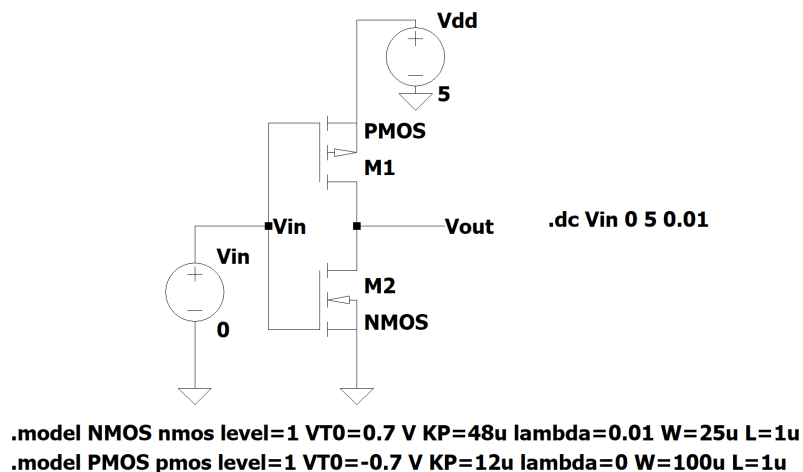 Vdd
5
PMOS
M1
Vin
Vout
.dc Vin 0 5 0.01
Vin
M2
0
NMOS
.model NMOS nmos level=1 VT0=0.7 V KP=48u lambda=0.01 W=25u L=1u
.model PMOS pmos level=1 VT0=-0.7 V KP=12u lambda=0 W=100u L=1u